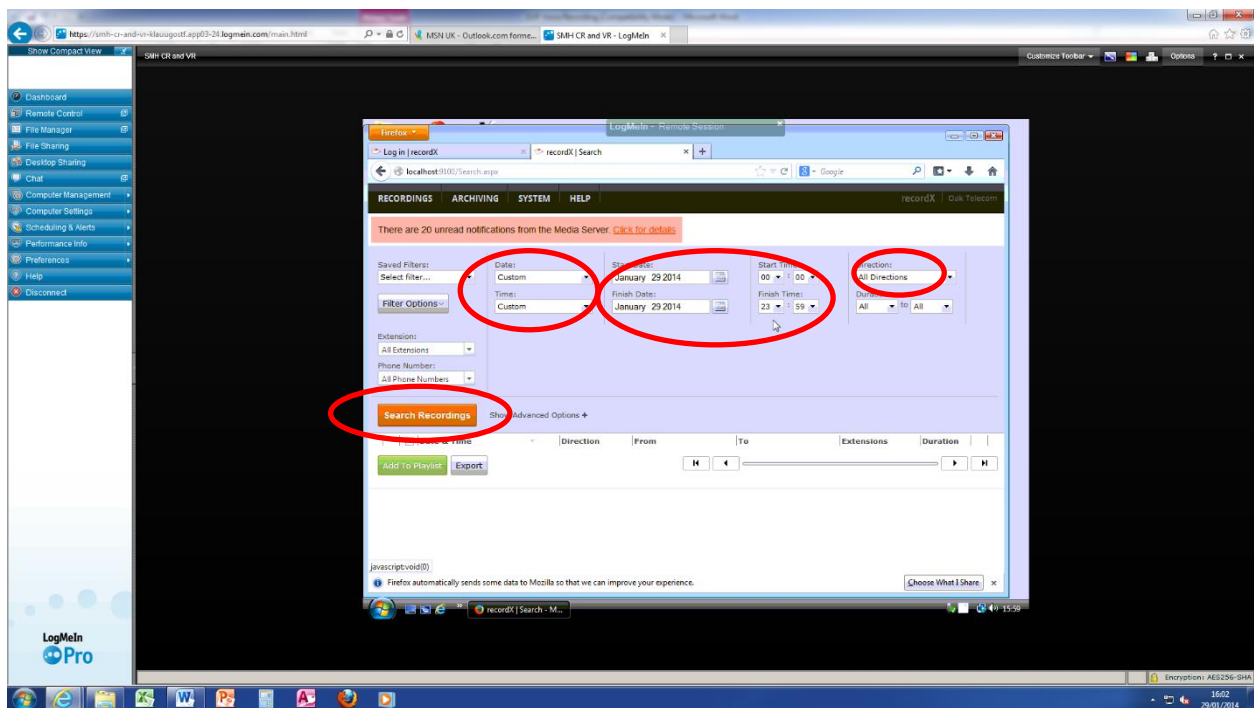 https://smh-cr-and-vr-klauugostf.app03-24.logmein.com/main.html
MSN UK - Outlook.com forme...
SMH CR and VR - LogMeIn
Show Compact View
SMH CR and VR
Customize Toolbar
Options
?
Dashboard
Remote Control
File Manager
File Sharing
Desktop Sharing
Chat
Computer Management
Computer Settings
Scheduling & Alerts
Performance Info
Preferences
Help
Disconnect
LogMeIn - Remote Session
Firefox
Log in | recordX
recordX | Search
localhost:9100/Search.aspx
Google
RECORDINGS ARCHIVING SYSTEM HELP
recordX Oak Telecom
There are 20 unread notifications from the Media Server. Click for details
Saved Filters:
Select filter...
Filter Options
Date:
Custom
Time:
Custom
Start Date:
January 29 2014
Finish Date:
January 29 2014
Start Time:
00 : 00
Finish Time:
23 : 59
Direction:
All Directions
All to All
Extension:
All Extensions
Phone Number:
All Phone Numbers
Search Recordings
Show Advanced Options +
Date & Time Direction From To Extensions Duration
Add To Playlist Export
javascript:void(0)
Firefox automatically sends some data to Mozilla so that we can improve your experience.
Choose What I Share
recordX | Search - M...
15:59
LogMeIn
Pro
Encryption: AES256-SHA
16:02
29/01/2014